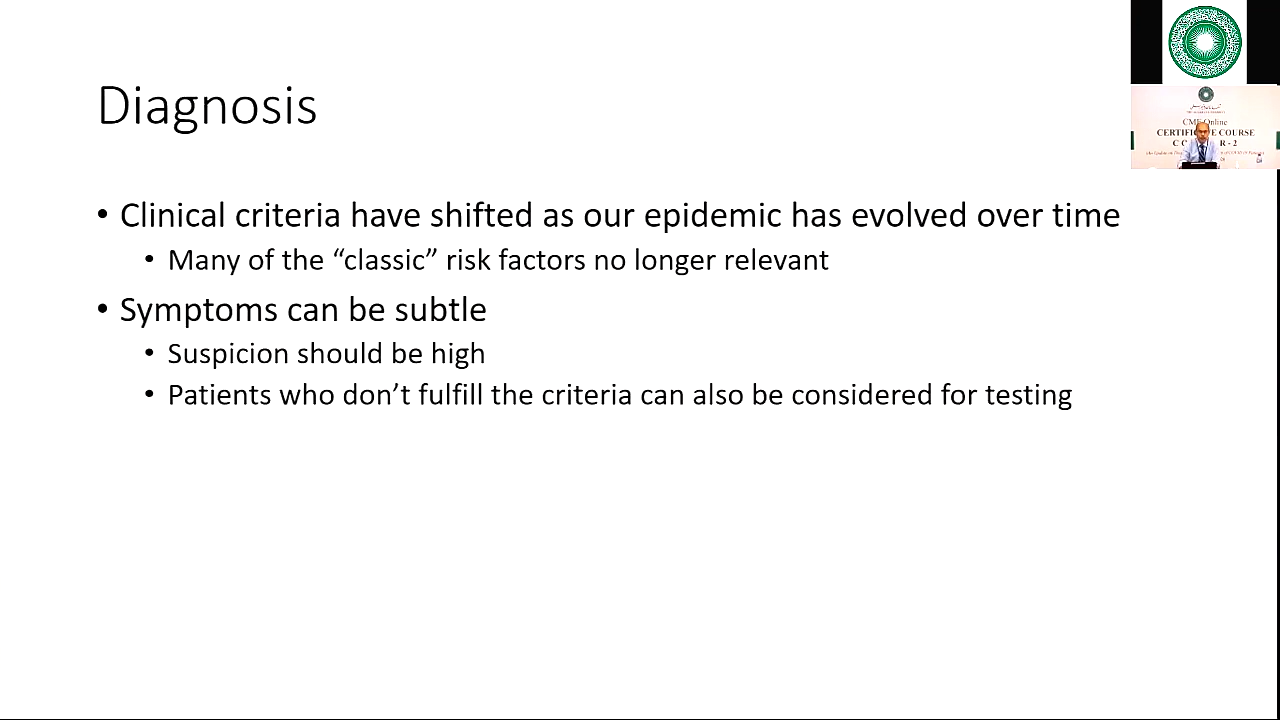 Diagnosis
• Clinical criteria have shifted as our epidemic has evolved over time
• Many of the “classic” risk factors no longer relevant
• Symptoms can be subtle
• Suspicion should be high
• Patients who don’t fulfill the criteria can also be considered for testing
Online
COURSE
R-2